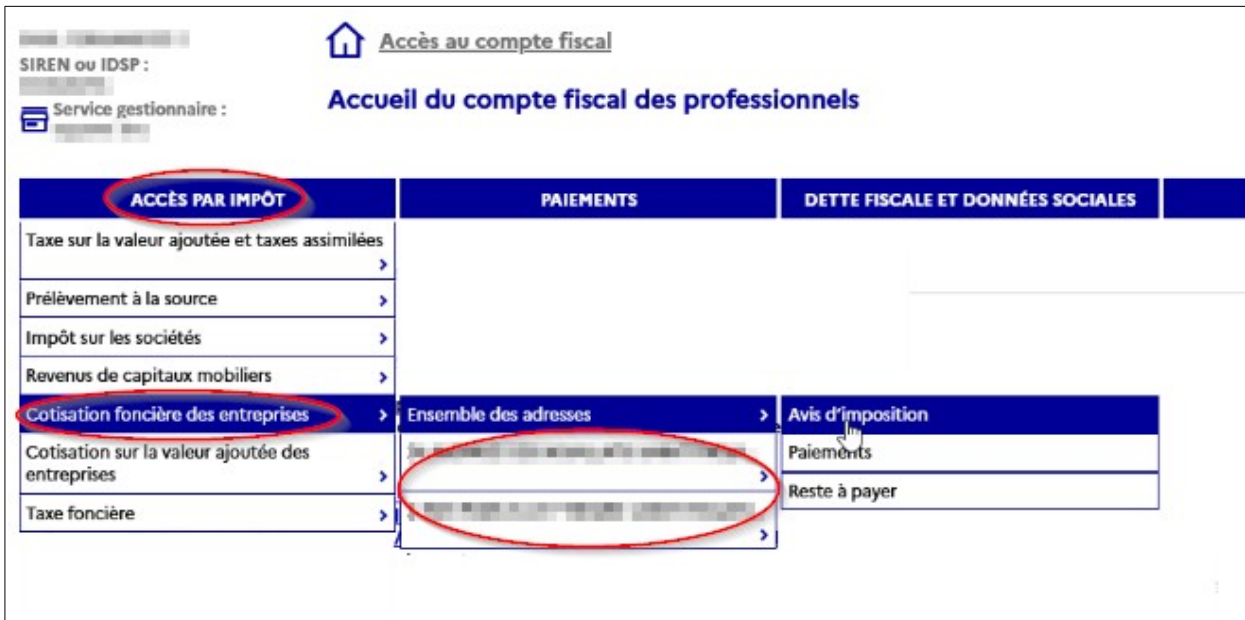 SIREN ou IDSP :
Service gestionnaire :
Accès au compte fiscal
Accueil du compte fiscal des professionnels
ACCÈS PAR IMPÔT
PAIEMENTS
DETTE FISCALE ET DONNÉES SOCIALES
Taxe sur la valeur ajoutée et taxes assimilées
Prélèvement à la source
Impôt sur les sociétés
Revenus de capitaux mobiliers
Cotisation foncière des entreprises
Cotisation sur la valeur ajoutée des
entreprises
Taxe foncière
Ensemble des adresses
Avis d'imposition
Paiements
Reste à payer